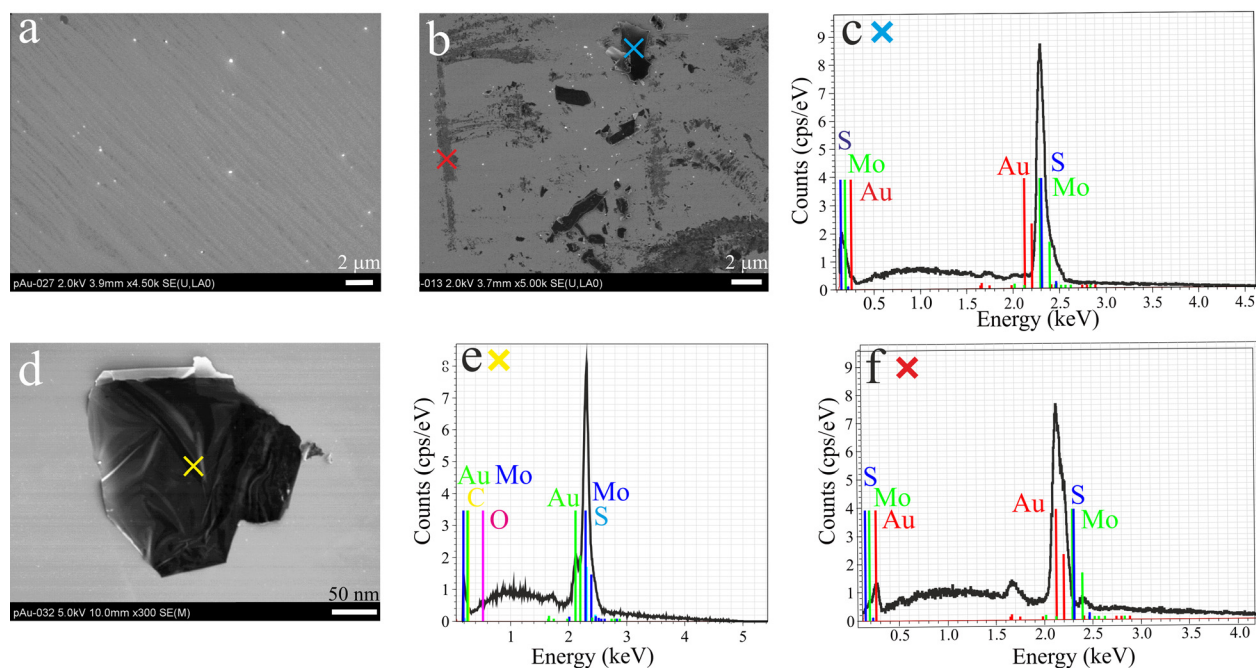 a
2 µm
pAu-027 2.0kV 3.9mm x4.50k SE(U,LA0)
b
2 µm
-013 2.0kV 3.7mm x5.00k SE(U,LA0)
c
Counts (cps/eV)
9
8
7
6
5
4
3
2
1
0
S
Mo
Au
Au
S
Mo
0.5 1.0 1.5 2.0 2.5 3.0 3.5 4.0 4.5
Energy (keV)
d
50 nm
pAu-032 5.0kV 10.0mm x300 SE(M)
e
Counts (cps/eV)
8
7
6
5
4
3
2
1
0
Au Mo
C
O
Au
Mo
S
1 2 3 4 5
Energy (keV)
f
Counts (cps/eV)
9
8
7
6
5
4
3
2
1
0
S
Mo
Au
Au
S
Mo
0.5 1.0 1.5 2.0 2.5 3.0 3.5 4.0
Energy (keV)